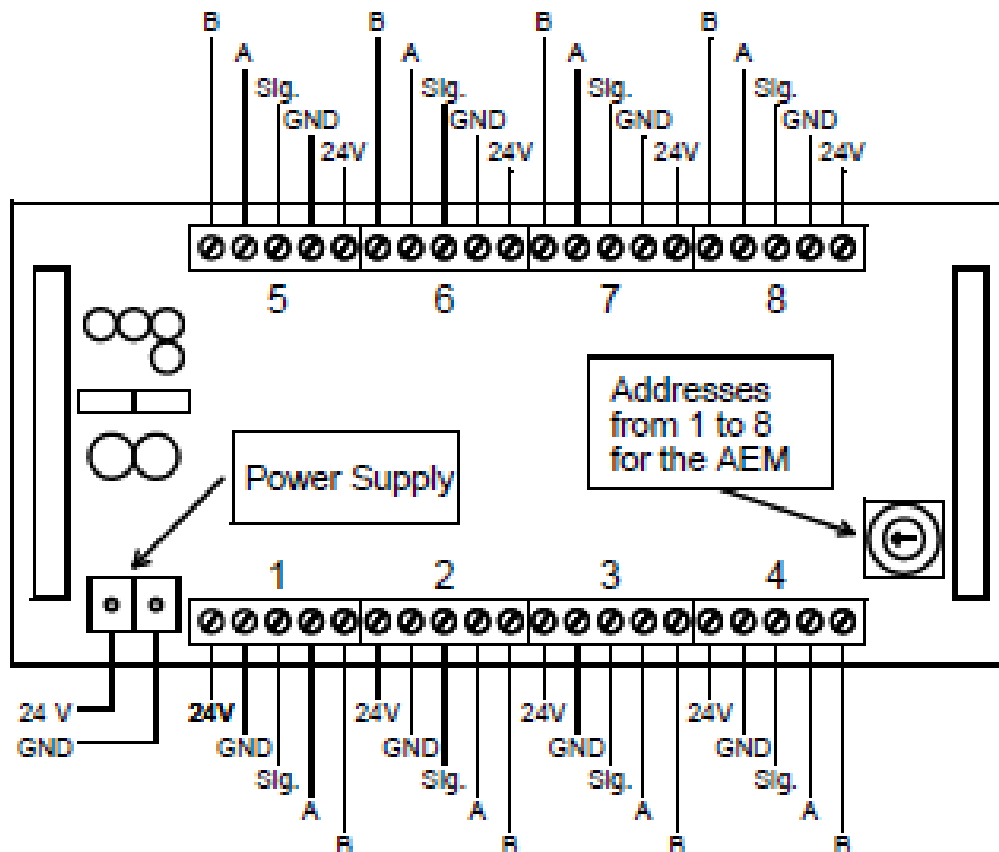 B B B B
A A A A
Sig. Sig. Sig. Sig.
GND GND GND GND
24V 24V 24V 24V
5 6 7 8
Addresses
from 1 to 8
for the AEM
Power Supply
1 2 3 4
24 V 24V 24V 24V 24V
GND GND GND GND GND
Sig. Sig. Sig. Sig.
A A A A
B B B B